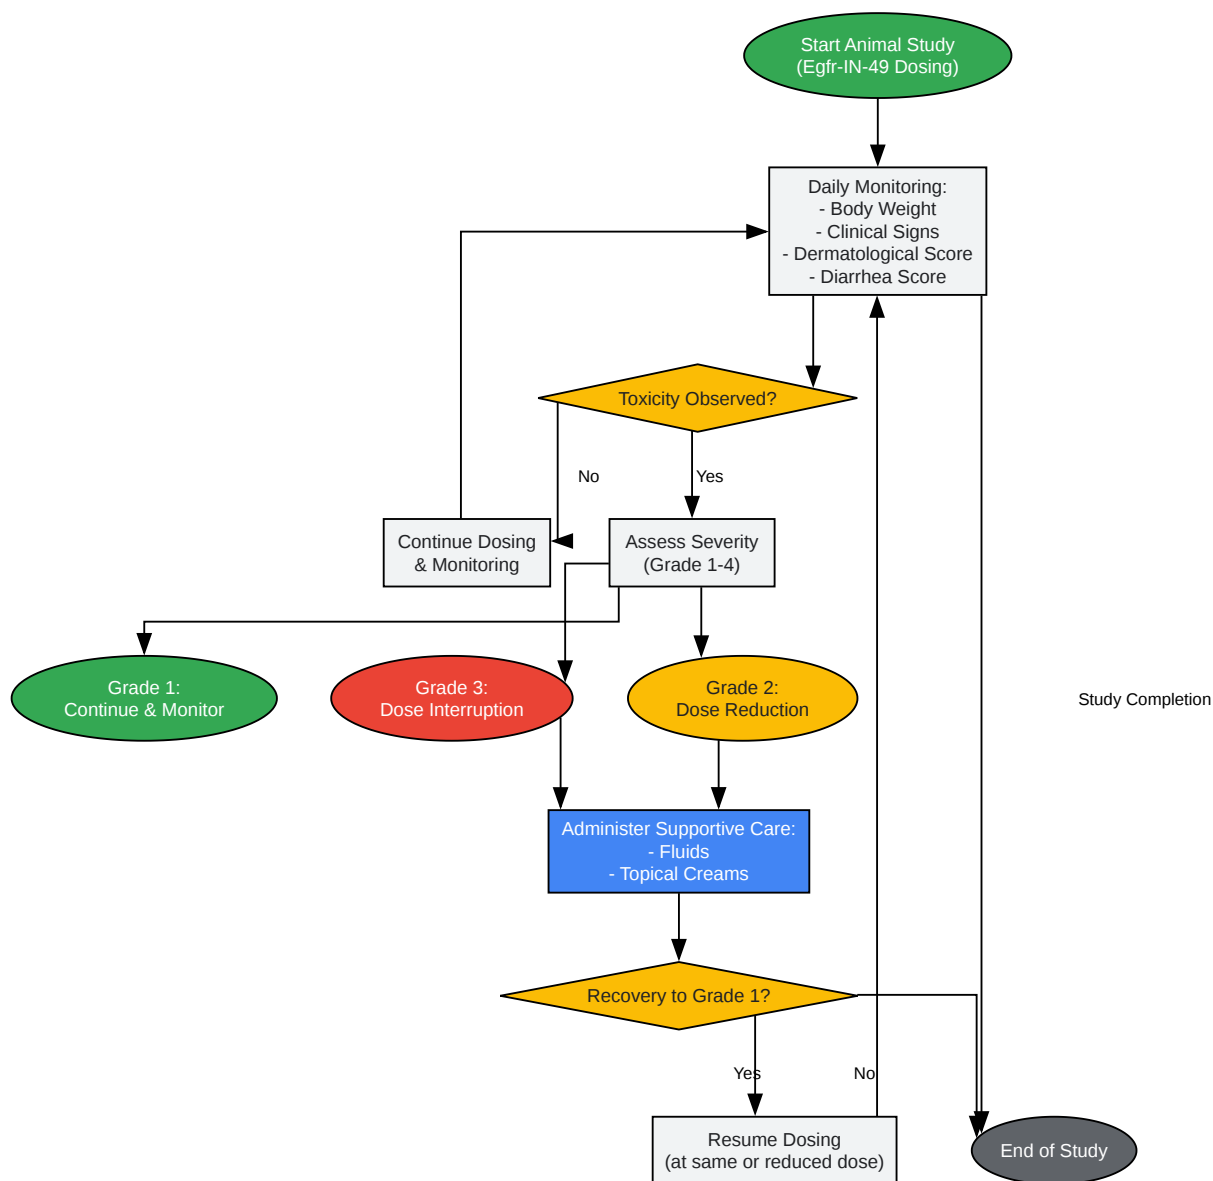 Start Animal Study
(Egfr-IN-49 Dosing)
Daily Monitoring:
- Body Weight
- Clinical Signs
- Dermatological Score
- Diarrhea Score
Toxicity Observed?
No
Yes
Continue Dosing
& Monitoring
Assess Severity
(Grade 1-4)
Grade 1:
Continue & Monitor
Grade 3:
Dose Interruption
Grade 2:
Dose Reduction
Study Completion
Administer Supportive Care:
- Fluids
- Topical Creams
Recovery to Grade 1?
Yes
No
Resume Dosing
(at same or reduced dose)
End of Study